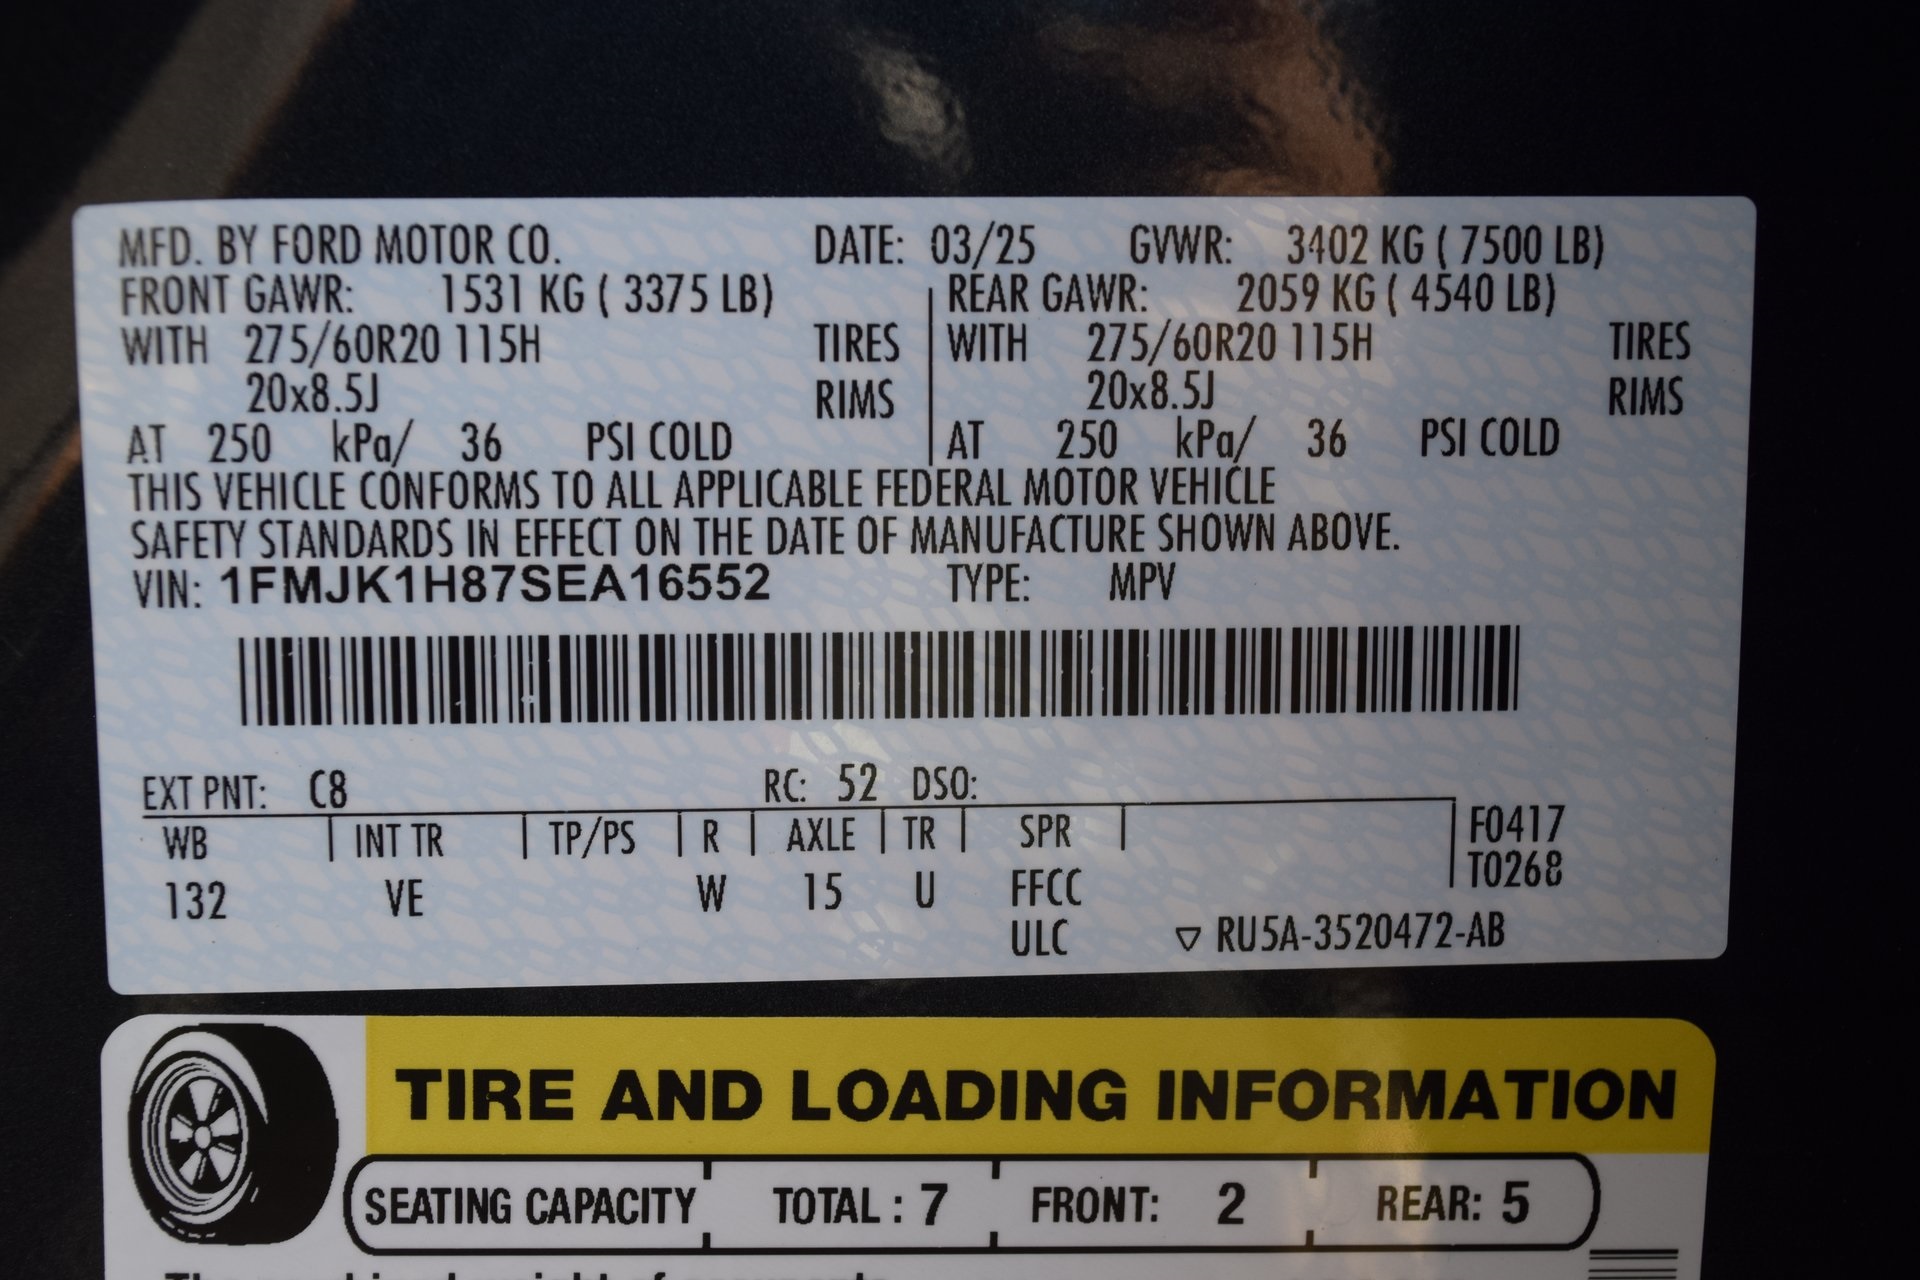 MFD. BY FORD MOTOR CO. DATE: 03/25 GVWR: 3402 KG ( 7500 LB)
FRONT GAWR: 1531 KG ( 3375 LB) REAR GAWR: 2059 KG ( 4540 LB)
WITH 275/60R20 115H TIRES WITH 275/60R20 115H TIRES
20x8.5J RIMS 20x8.5J RIMS
AT 250 kPa/ 36 PSI COLD AT 250 kPa/ 36 PSI COLD
THIS VEHICLE CONFORMS TO ALL APPLICABLE FEDERAL MOTOR VEHICLE
SAFETY STANDARDS IN EFFECT ON THE DATE OF MANUFACTURE SHOWN ABOVE.
VIN: 1FMJK1H87SEA16552 TYPE: MPV
EXT PNT: C8 RC: 52 DSO:
WB INT TR TP/PS R AXLE TR SPR F0417
T0268
132 VE W 15 U FFCC
ULC ▽ RU5A-3520472-AB
TIRE AND LOADING INFORMATION
SEATING CAPACITY TOTAL : 7 FRONT: 2 REAR: 5